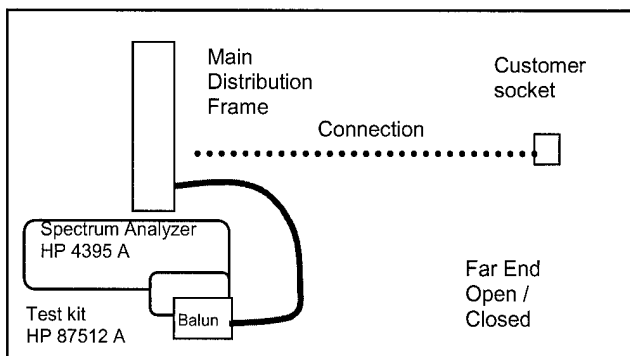 Main
Distribution
Frame
Customer
socket
Connection
Spectrum Analyzer
HP 4395 A
Test kit
HP 87512 A
Balun
Far End
Open /
Closed